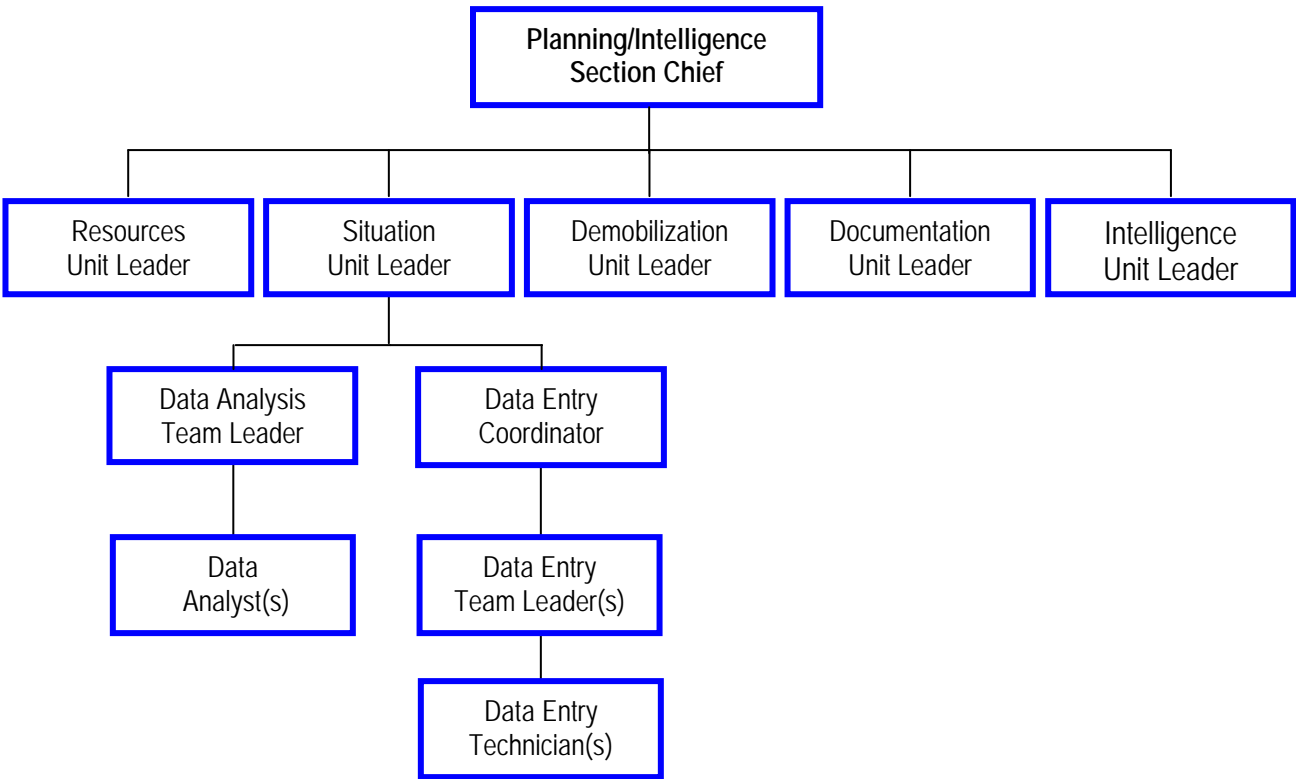 Planning/Intelligence
Section Chief
Resources
Unit Leader
Situation
Unit Leader
Demobilization
Unit Leader
Documentation
Unit Leader
Intelligence
Unit Leader
Data Analysis
Team Leader
Data Entry
Coordinator
Data
Analyst(s)
Data Entry
Team Leader(s)
Data Entry
Technician(s)